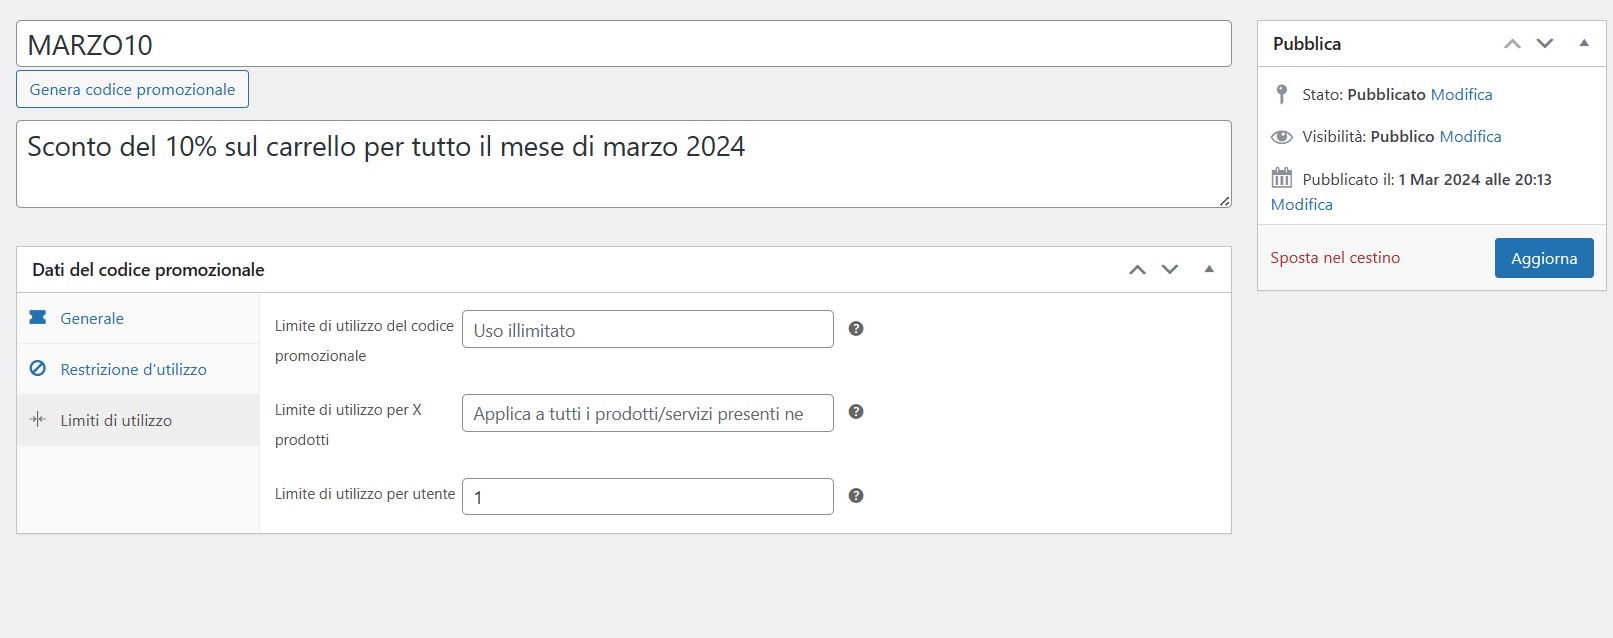 MARZO10
Genera codice promozionale
Sconto del 10% sul carrello per tutto il mese di marzo 2024
Dati del codice promozionale
Generale
Restrizione d'utilizzo
Limiti di utilizzo
Limite di utilizzo del codice
promozionale
Uso illimitato
Limite di utilizzo per X
prodotti
Applica a tutti i prodotti/servizi presenti ne
Limite di utilizzo per utente
1
Pubblica
Stato: Pubblicato Modifica
Visibilità: Pubblico Modifica
Pubblicato il: 1 Mar 2024 alle 20:13
Modifica
Sposta nel cestino
Aggiorna